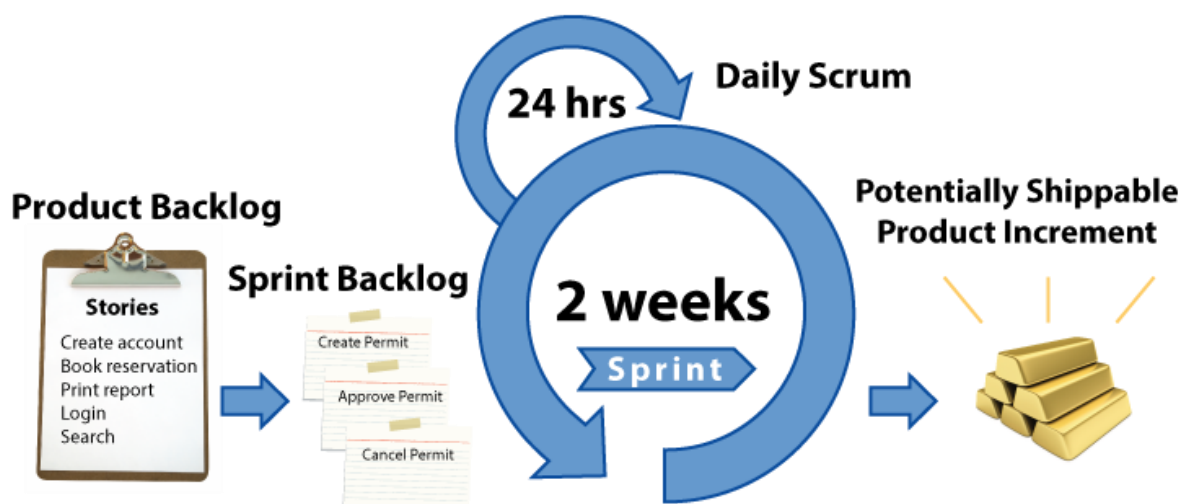 Product Backlog
Stories
Create account
Book reservation
Print report
Login
Search
Sprint Backlog
Create Permit
Approve Permit
Cancel Permit
24 hrs
Daily Scrum
2 weeks
Sprint
Potentially Shippable
Product Increment